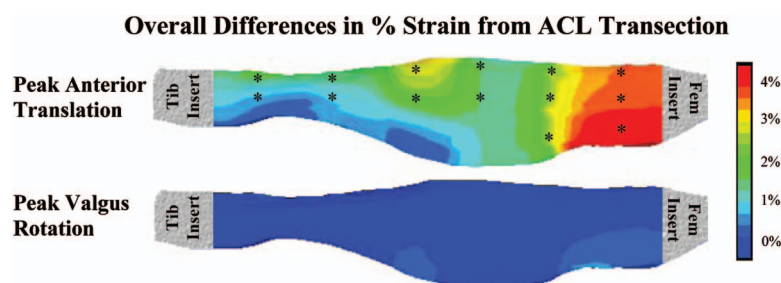 Overall Differences in % Strain from ACL Transection
Peak Anterior
Translation
Tib
Insert
* * * * * *
* * * * * *
* *
Fem
Insert
4%
3%
2%
1%
0%
Peak Valgus
Rotation
Tib
Insert
Fem
Insert